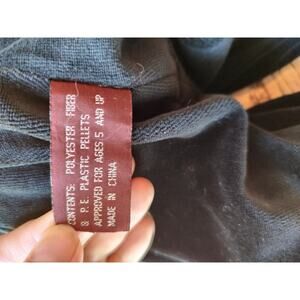 CONTENTS: POLYESTER FIBER
& P.E. PLASTIC PELLETS
APPROVED FOR AGES 5 AND UP
MADE IN CHINA